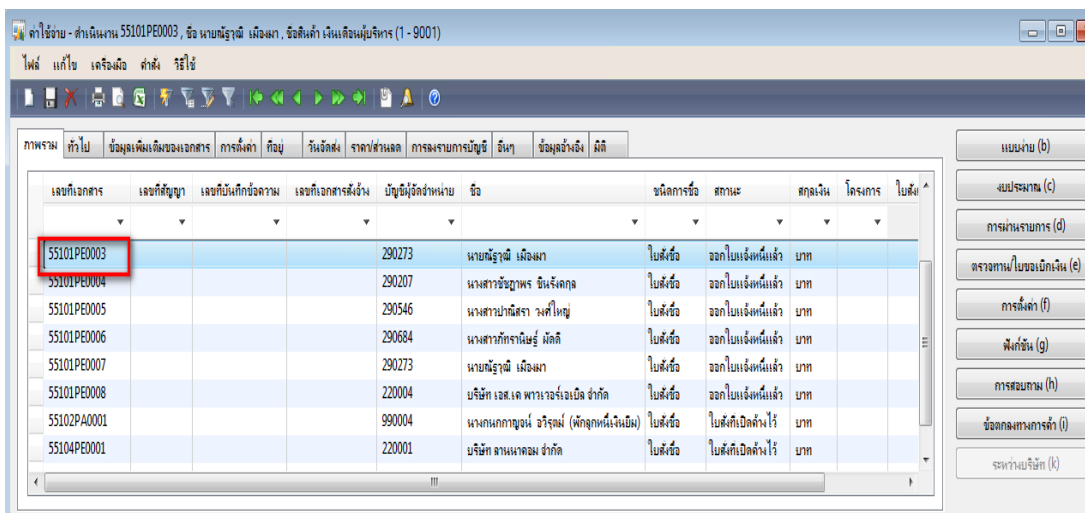 ค่าใช้จ่าย - สำเนินงาน 55101PE0003 , ชื่อ นายณัฐวุฒิ เมืองมา , ชื่อสินค้า เงินเดือนผู้บริหาร (1 - 9001)
ไฟล์ แก้ไข เครื่องมือ คำสั่ง วิธีใช้
ภาพรวม ทั่วไป ข้อมูลเพิ่มเติมของเอกสาร การตั้งค่า ที่อยู่ วันจัดส่ง ราคา/ส่วนลด การลงรายการบัญชี อื่นๆ ข้อมูลอ้างอิง มิติ
แบบง่าย (b)
เลขที่เอกสาร เลขที่สัญญา เลขที่บันทึกข้อความ เลขที่เอกสารสั่งจ้าง บัญชีผู้จัดจำหน่าย ชื่อ ชนิดการซื้อ สถานะ สกุลเงิน โครงการ ใบสั่ง
งบประมาณ (c)
การผ่านรายการ (d)
55101PE0003 290273 นายณัฐวุฒิ เมืองมา ใบสั่งซื้อ ออกใบแจ้งหนี้แล้ว บาท
ตรวจทาน/ใบขอเบิกเงิน (e)
55101PE0004 290207 ใบสั่งซื้อ ออกใบแจ้งหนี้แล้ว บาท
55101PE0005 290546 นางสาวปาณิสรา วงศ์ใหญ่ ใบสั่งซื้อ ออกใบแจ้งหนี้แล้ว บาท
การตั้งค่า (f)
55101PE0006 290684 นางสาวภัทรานิษฐ์ ผัดดี ใบสั่งซื้อ ออกใบแจ้งหนี้แล้ว บาท
ฟังก์ชัน (g)
55101PE0007 290273 นายณัฐวุฒิ เมืองมา ใบสั่งซื้อ ออกใบแจ้งหนี้แล้ว บาท
การสอบถาม (h)
55101PE0008 220004 บริษัท เอส.เค พาวเวอร์เอเบิล จำกัด ใบสั่งซื้อ ออกใบแจ้งหนี้แล้ว บาท
55102PA0001 990004 นางกนกกาญจน์ (พักลูกหนี้เงินยืม) ใบสั่งซื้อ ใบสั่งที่เปิดค้างไว้ บาท
ข้อตกลงทางการค้า (i)
55104PE0001 220001 บริษัท ลานนาคอม จำกัด ใบสั่งซื้อ ใบสั่งที่เปิดค้างไว้ บาท
ระหว่างบริษัท (k)